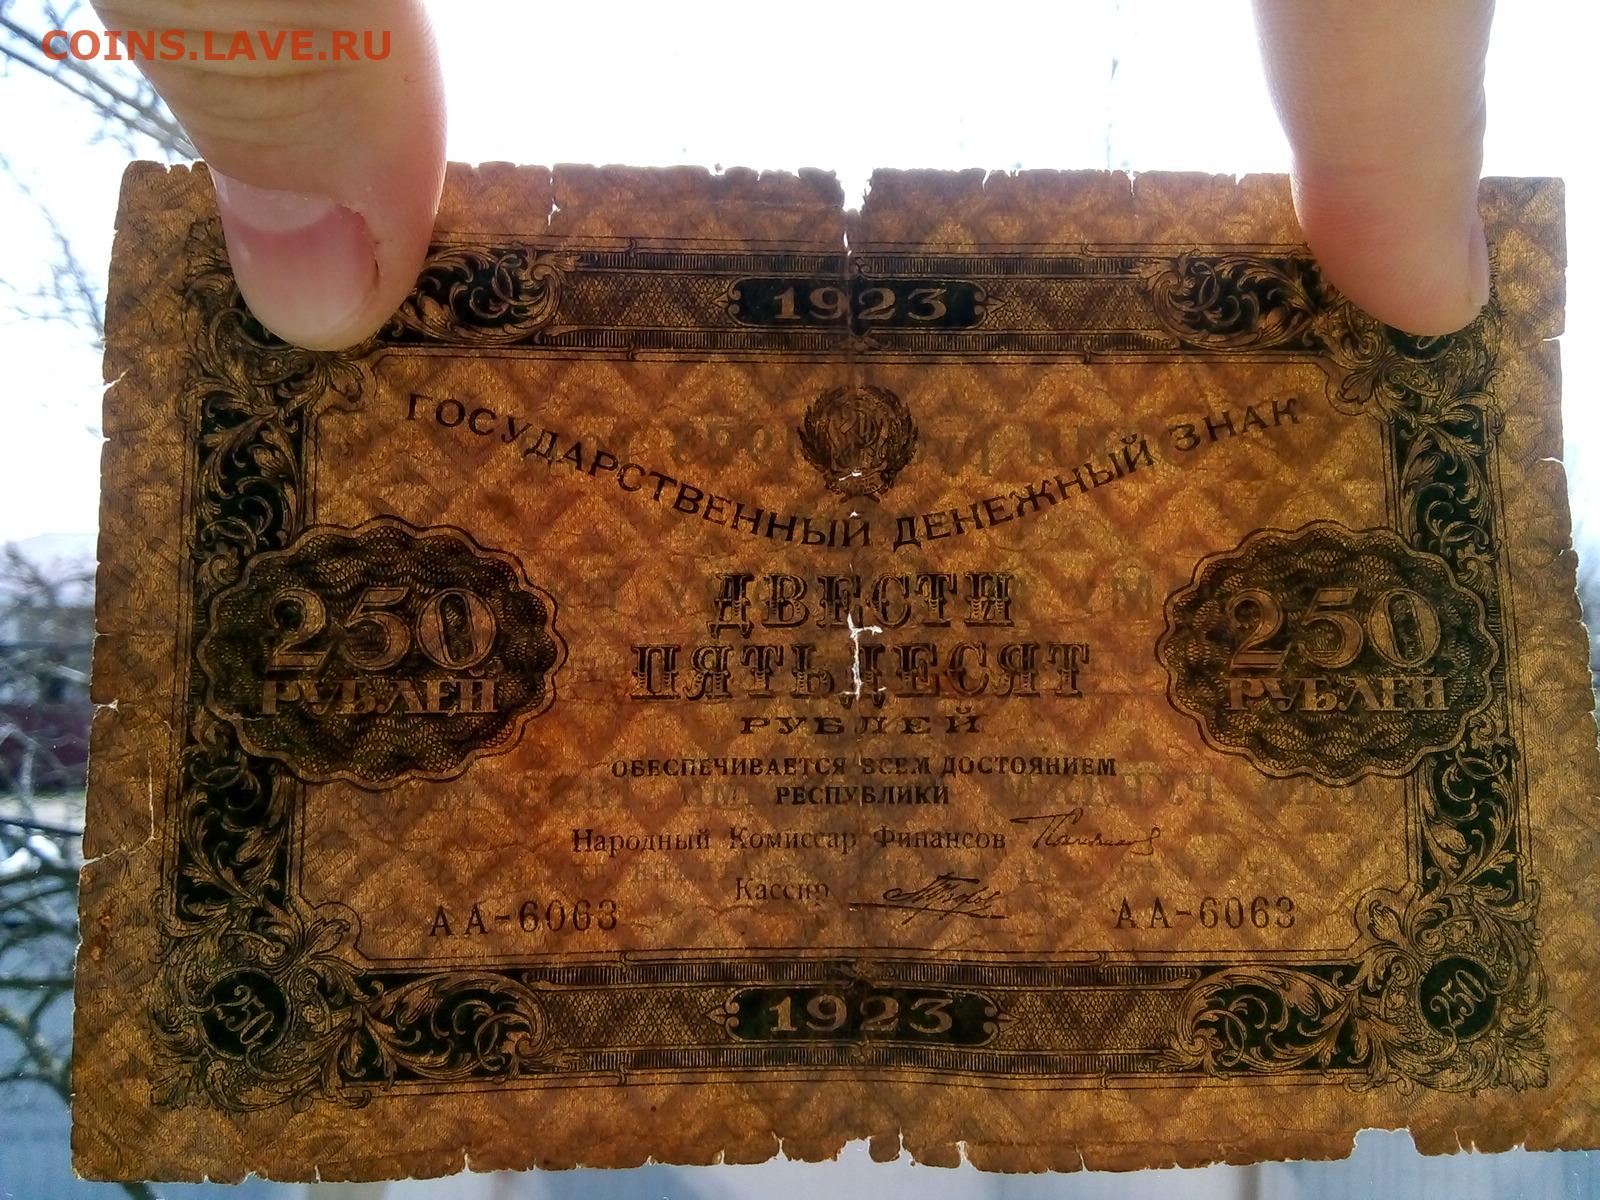 COINS.LAVE.RU
1923
ГОСУДАРСТВЕННЫЙ ДЕНЕЖНЫЙ ЗНАК
250
РУБЛЕЙ
ДВЕСТИ
ПЯТЬДЕСЯТ
РУБЛЕЙ
250
РУБЛЕЙ
ОБЕСПЕЧИВАЕТСЯ ВСЕМ ДОСТОЯНИЕМ
РЕСПУБЛИКИ
Народный Комиссар Финансов
Кассир
АА-6063
АА-6063
250
1923
250